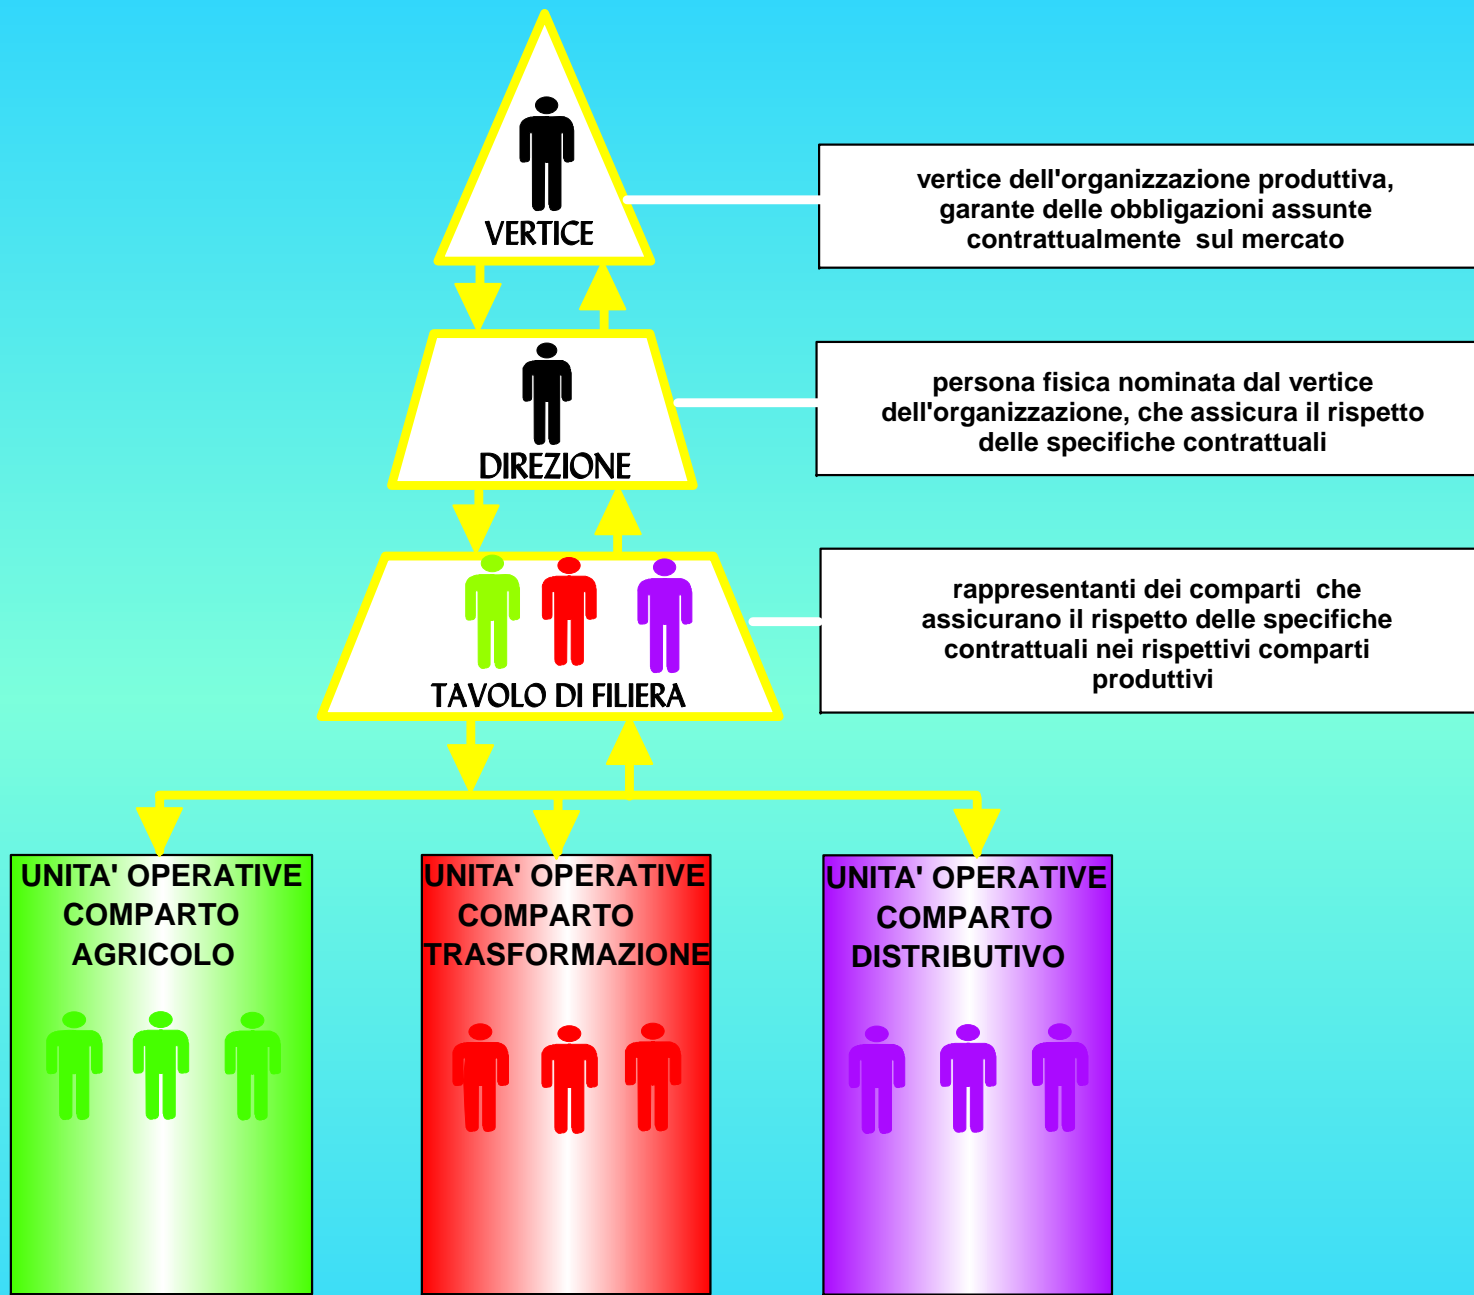 VERTICE
vertice dell'organizzazione produttiva,
garante delle obbligazioni assunte
contrattualmente sul mercato
DIREZIONE
persona fisica nominata dal vertice
dell'organizzazione, che assicura il rispetto
delle specifiche contrattuali
TAVOLO DI FILIERA
rappresentanti dei comparti che
assicurano il rispetto delle specifiche
contrattuali nei rispettivi comparti
produttivi
UNITA' OPERATIVE
COMPARTO
AGRICOLO
UNITA' OPERATIVE
COMPARTO
TRASFORMAZIONE
UNITA' OPERATIVE
COMPARTO
DISTRIBUTIVO